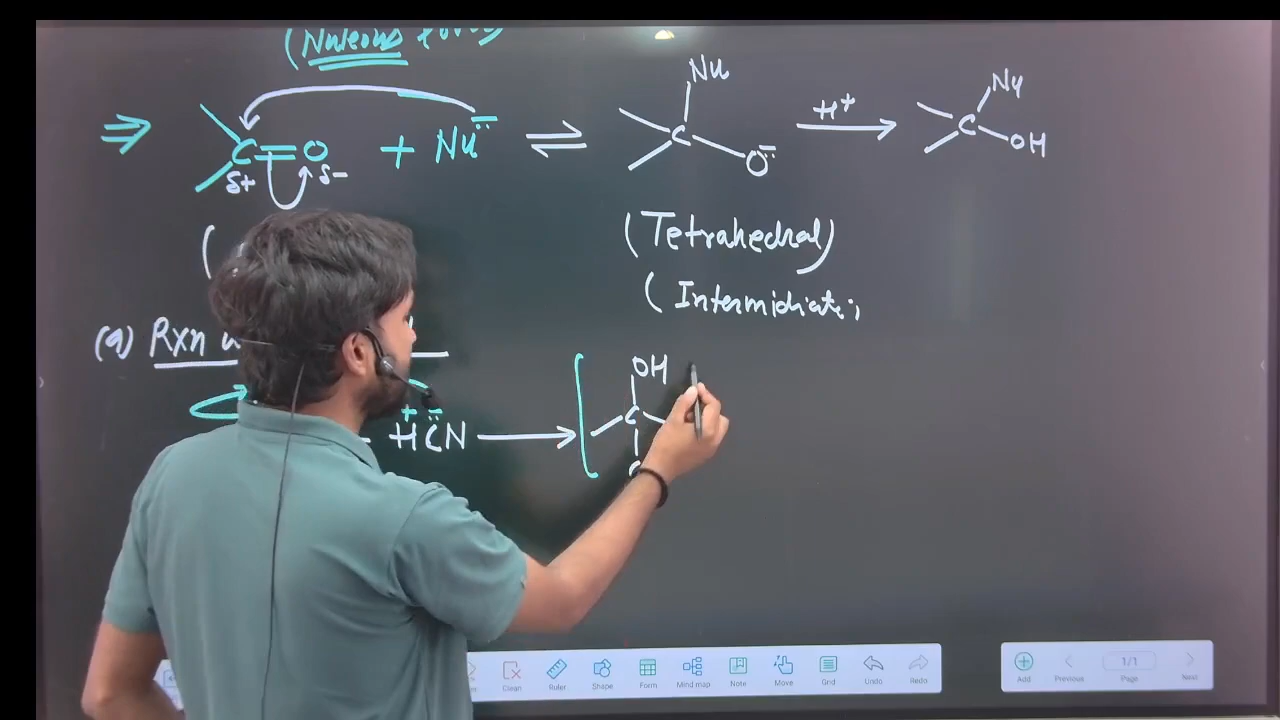 (Nuleous
C=O + Nu⁻ ⇌ Nu C O⁻ H+ → Nu C OH
δ+ δ-
(
(Tetrahedral)
(Intermidiate;
(a) Rxn
HCN → [ OH
C
Clean Ruler Shape Form Mind map Note Move Grid Undo Redo
Add Previous 1/1 Page Next